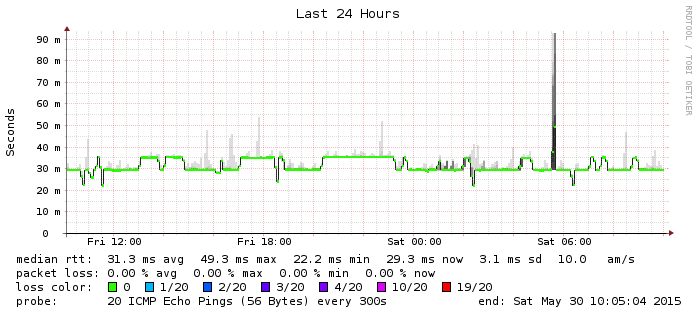 Last 24 Hours
RRDTOOL / TOBI OETIKER
Seconds
90 m
80 m
70 m
60 m
50 m
40 m
30 m
20 m
10 m
0
Fri 12:00 Fri 18:00 Sat 00:00 Sat 06:00
median rtt: 31.3 ms avg 49.3 ms max 22.2 ms min 29.3 ms now 3.1 ms sd 10.0 am/s
packet loss: 0.00 % avg 0.00 % max 0.00 % min 0.00 % now
loss color: 0 1/20 2/20 3/20 4/20 10/20 19/20
probe: 20 ICMP Echo Pings (56 Bytes) every 300s end: Sat May 30 10:05:04 2015